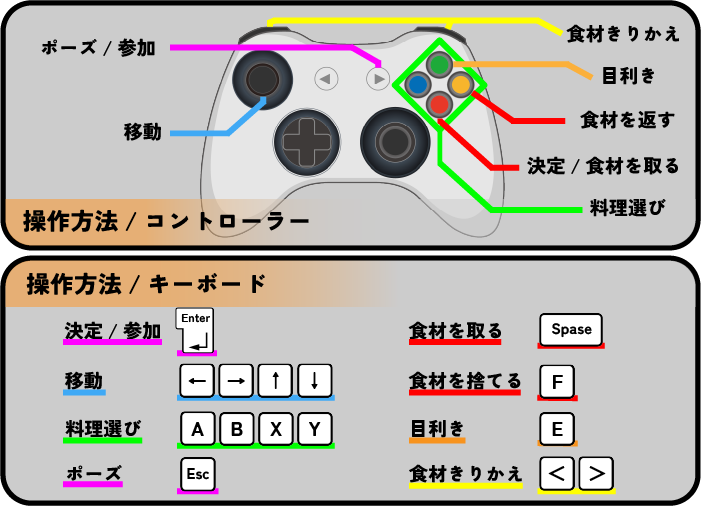 ポーズ / 参加
食材きりかえ
目利き
移動
食材を返す
決定 / 食材を取る
料理選び
操作方法 / コントローラー
操作方法 / キーボード
決定 / 参加 Enter
食材を取る Spase
移動 ← → ↑ ↓
食材を捨てる F
料理選び A B X Y
目利き E
ポーズ Esc
食材きりかえ < >